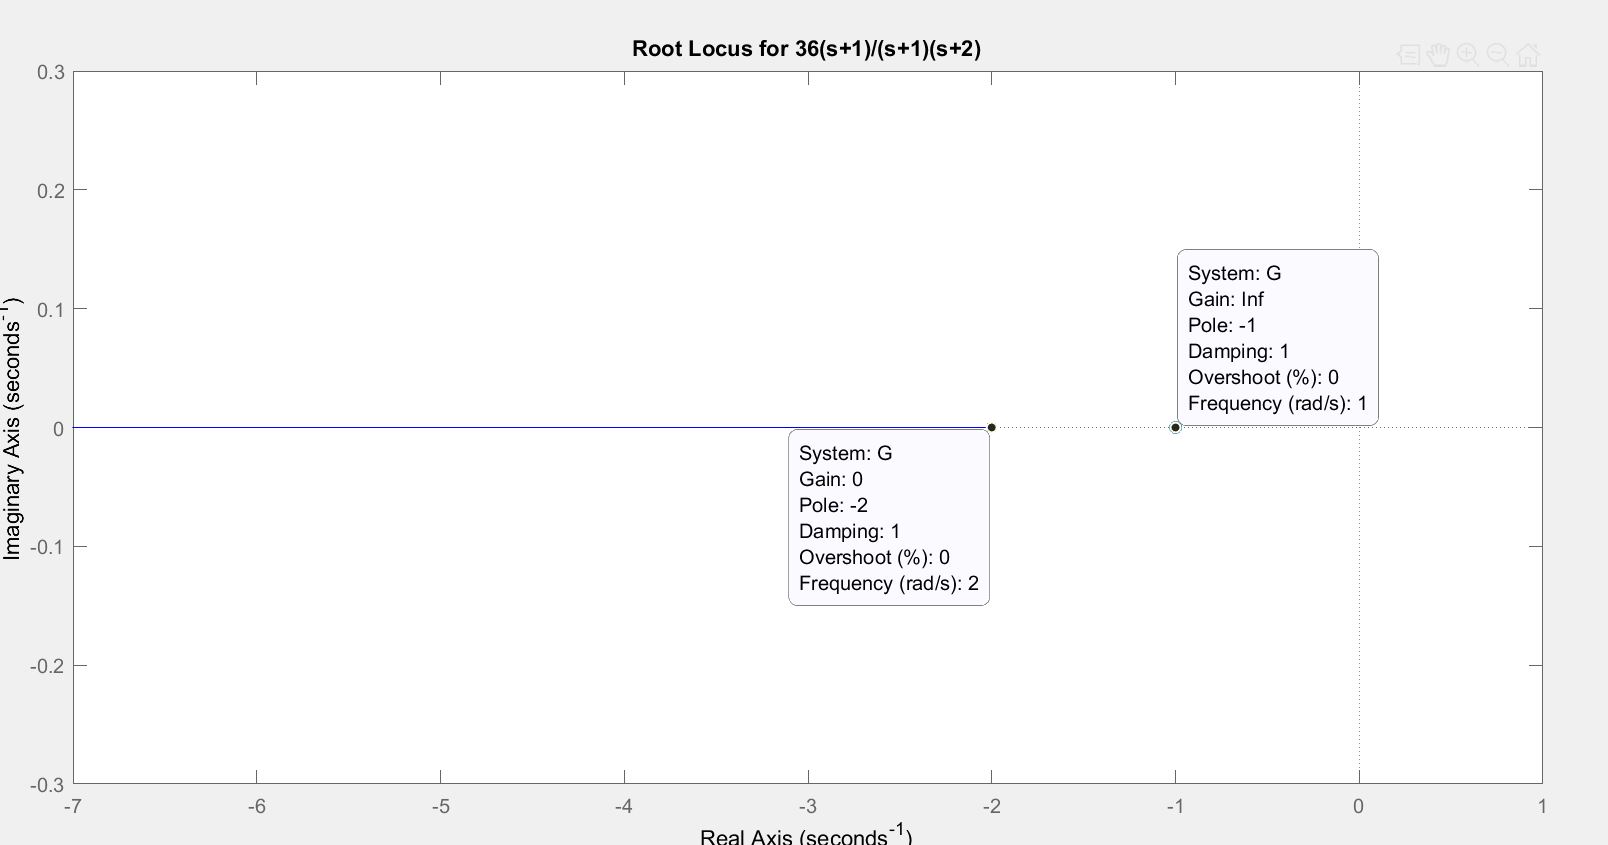 Root Locus for 36(s+1)/(s+1)(s+2)
0.3
0.2
0.1
0
-0.1
-0.2
-0.3
Imaginary Axis (seconds-1)
System: G
Gain: Inf
Pole: -1
Damping: 1
Overshoot (%): 0
Frequency (rad/s): 1
System: G
Gain: 0
Pole: -2
Damping: 1
Overshoot (%): 0
Frequency (rad/s): 2
-7 -6 -5 -4 -3 -2 -1 0 1
Real Axis (seconds-1)